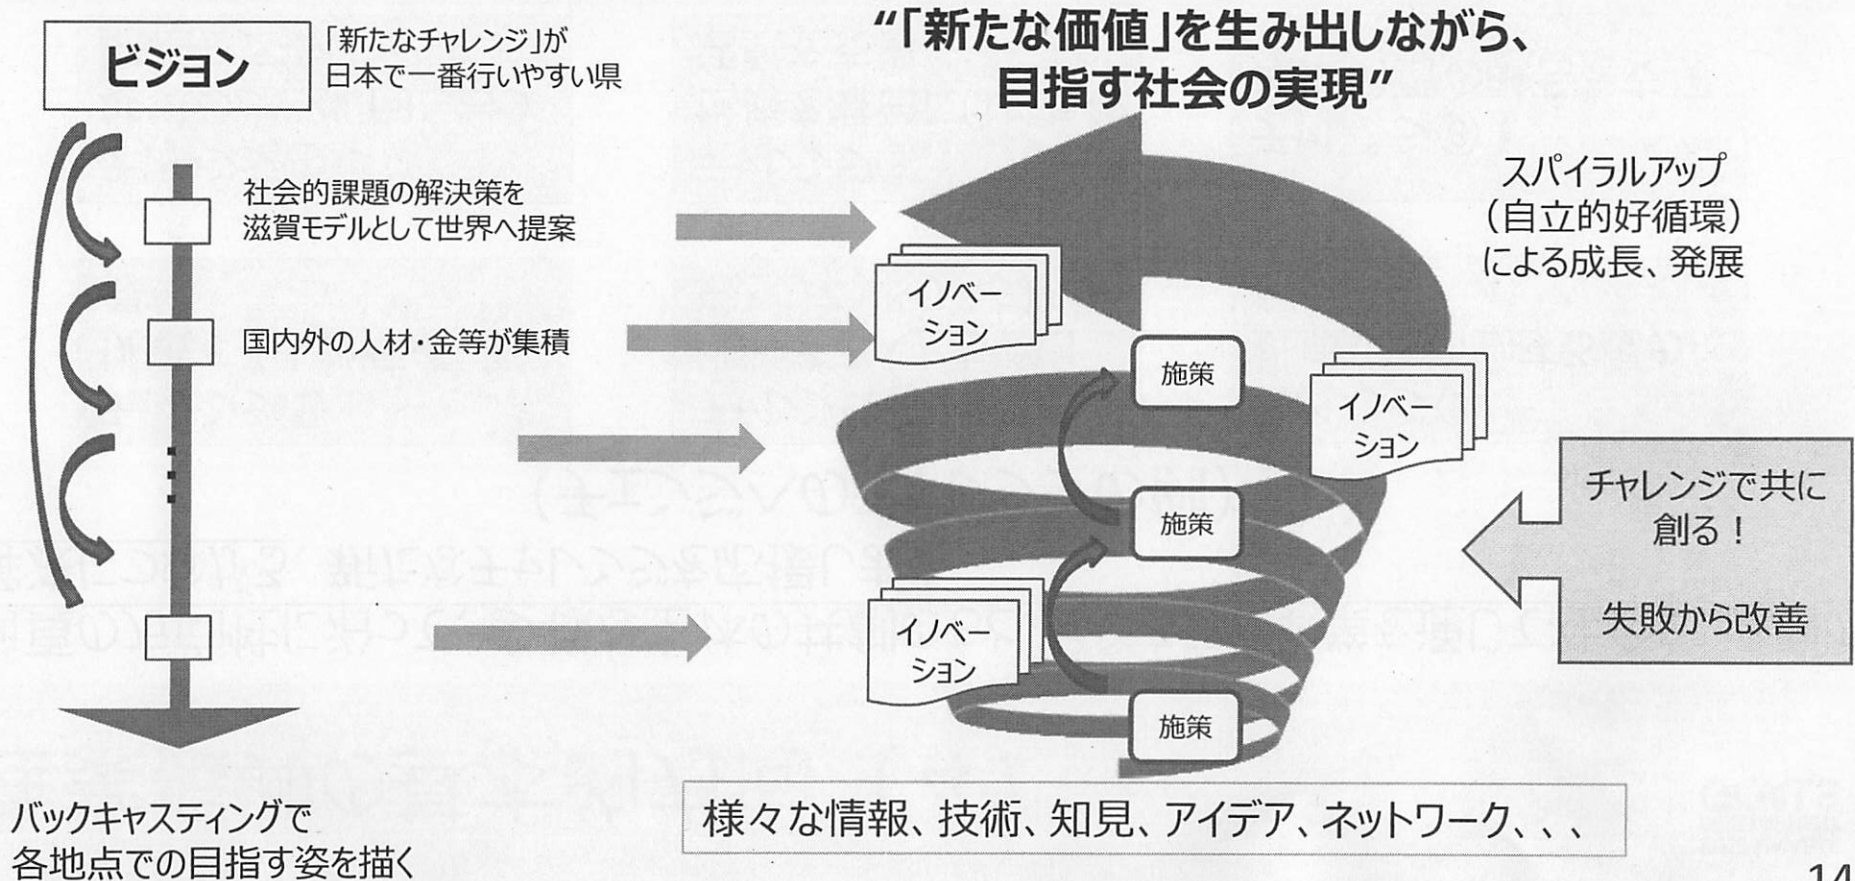 ビジョン
「新たなチャレンジ」が
日本で一番行いやすい県
“「新たな価値」を生み出しながら、
目指す社会の実現”
社会的課題の解決策を
滋賀モデルとして世界へ提案
国内外の人材・金等が集積
スパイラルアップ
（自立的好循環）
による成長、発展
イノベー
ション
施策
イノベー
ション
施策
イノベー
ション
施策
チャレンジで共に
創る！
失敗から改善
様々な情報、技術、知見、アイデア、ネットワーク、、、
バックキャスティングで
各地点での目指す姿を描く
14